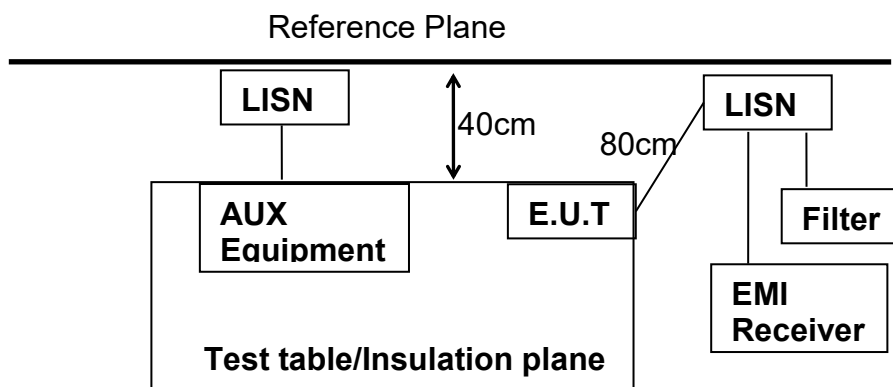 Reference Plane
LISN
40cm
80cm
LISN
AUX
Equipment
E.U.T
Filter
EMI
Receiver
Test table/Insulation plane